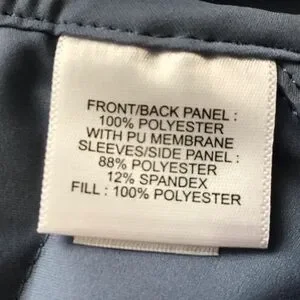 FRONT/BACK PANEL :
100% POLYESTER
WITH PU MEMBRANE
SLEEVES/SIDE PANEL :
88% POLYESTER
12% SPANDEX
FILL : 100% POLYESTER